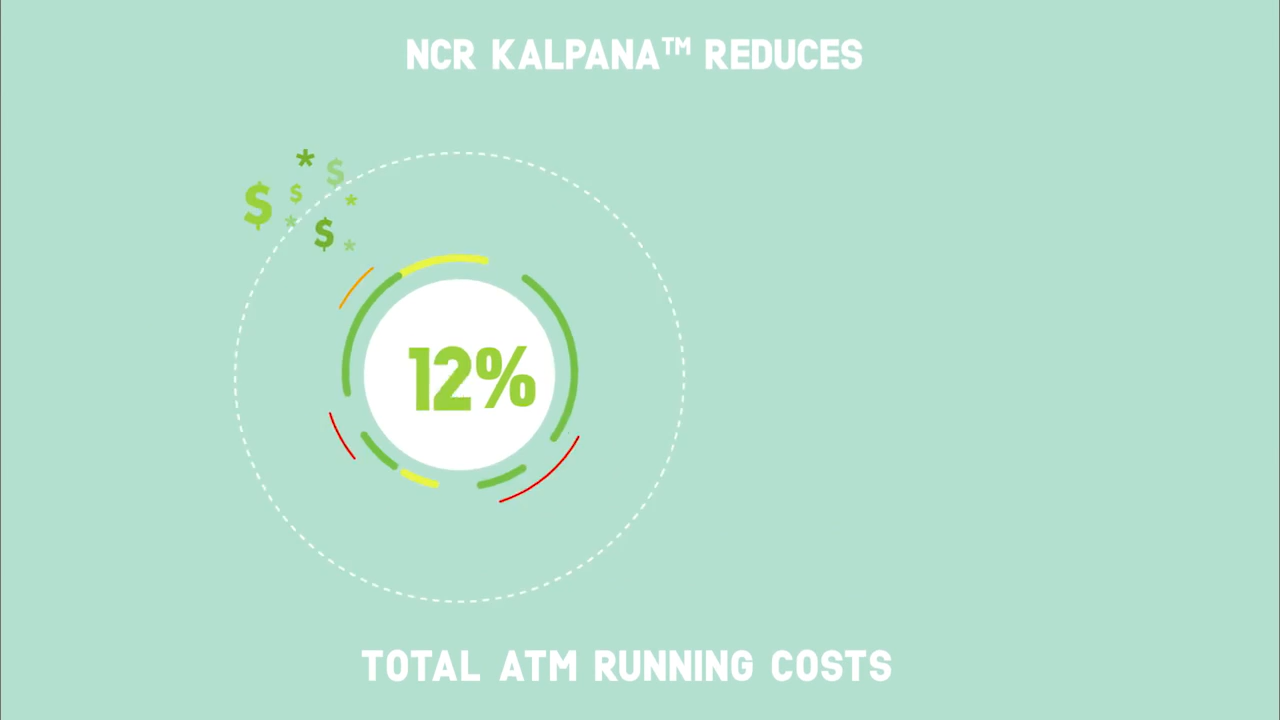 NCR KALPANA™ REDUCES
* $
$ $ *
* $ *
12%
TOTAL ATM RUNNING COSTS